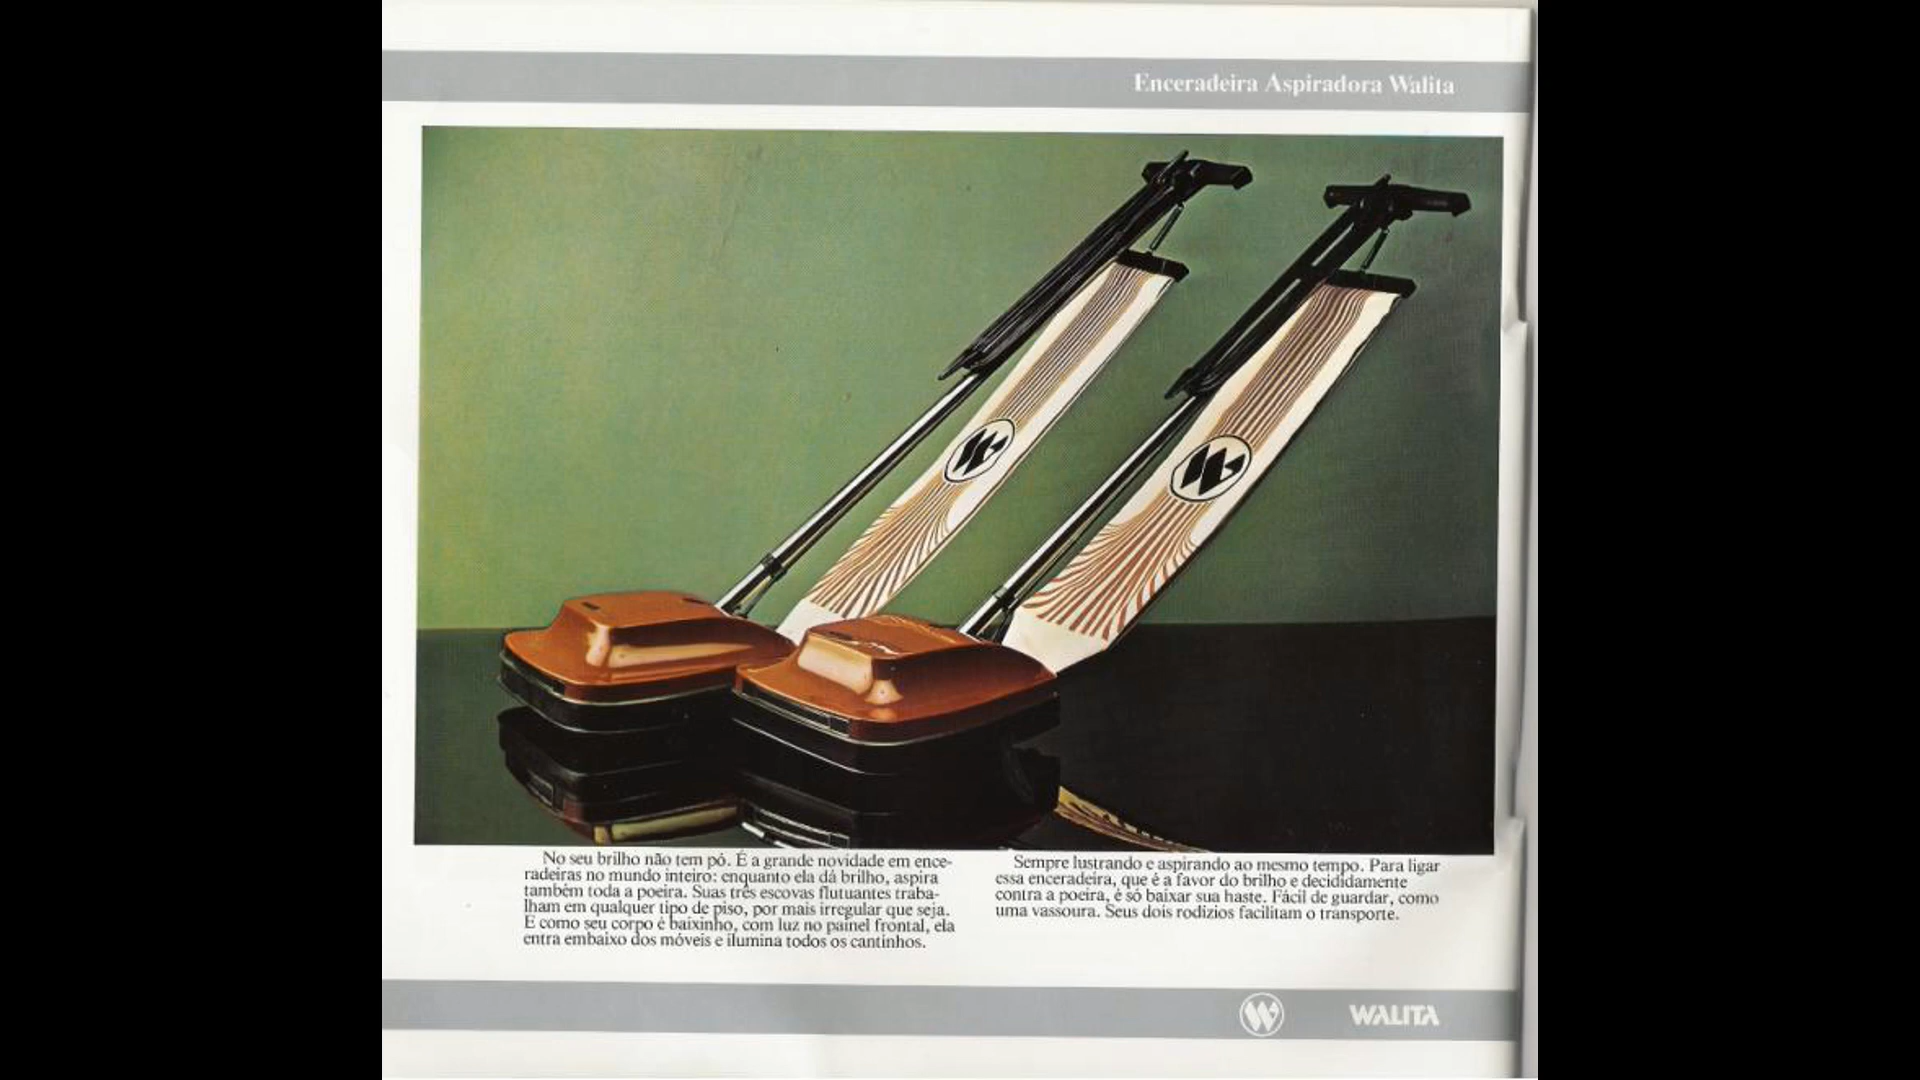 Enceradeira Aspiradora Walita
No seu brilho não tem pó. É a grande novidade em ence-
radeiras no mundo inteiro: enquanto ela dá brilho, aspira
também toda a poeira. Suas três escovas flutuantes traba-
lham em qualquer tipo de piso, por mais irregular que seja.
E como seu corpo é baixinho, com luz no painel frontal, ela
entra embaixo dos móveis e ilumina todos os cantinhos.
Sempre lustrando e aspirando ao mesmo tempo. Para ligar
essa enceradeira, que é a favor do brilho e decididamente
contra a poeira, é só baixar sua haste. Fácil de guardar, como
uma vassoura. Seus dois rodízios facilitam o transporte.
WALITA